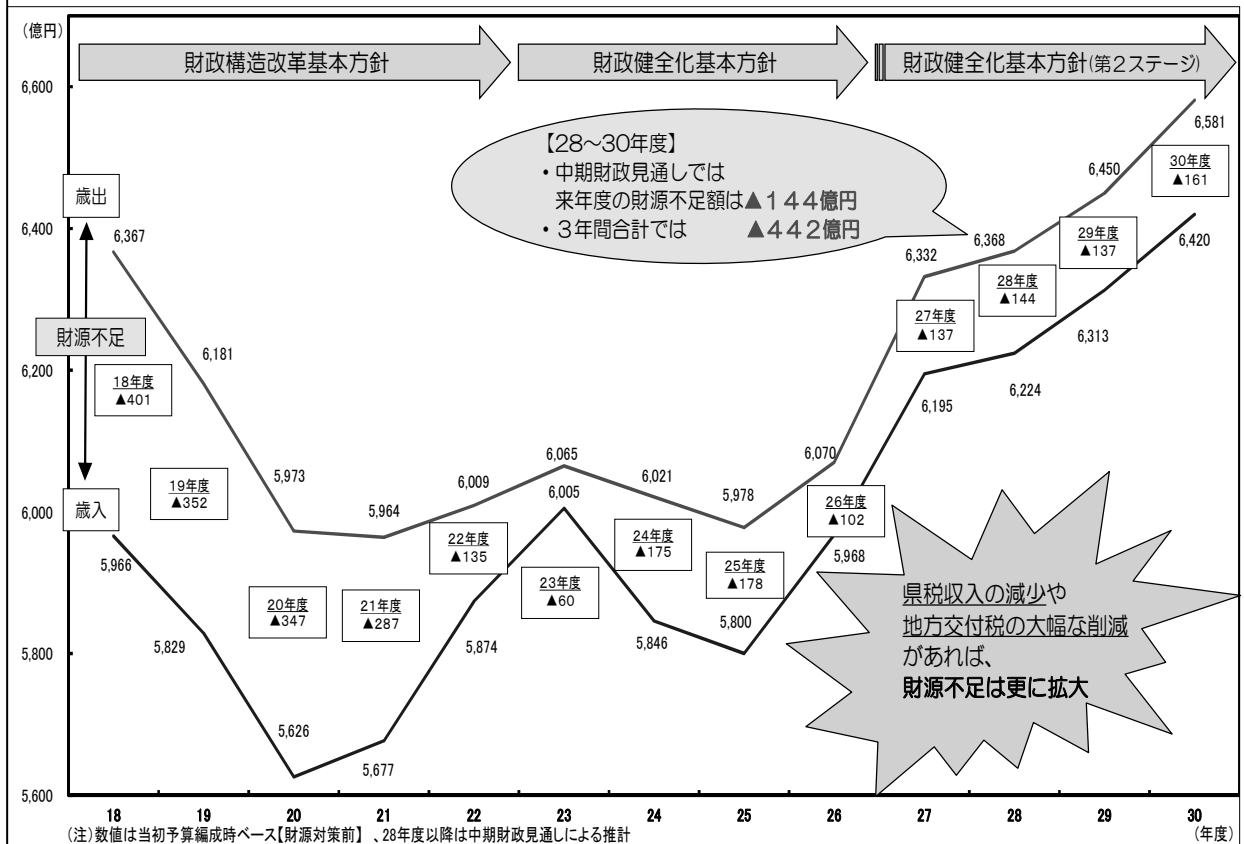 (億円)
財政構造改革基本方針
財政健全化基本方針
財政健全化基本方針(第2ステージ)
6,600
6,400
6,200
6,000
5,800
5,600
【28～30年度】
・中期財政見通しでは
来年度の財源不足額は▲144億円
・3年間合計では ▲442億円
歳出
財源不足
歳入
6,367
6,181
5,973
5,964
6,009
6,065
6,021
5,978
6,070
6,332
6,368
6,450
6,581
18年度
▲401
19年度
▲352
20年度
▲347
21年度
▲287
22年度
▲135
23年度
▲60
24年度
▲175
25年度
▲178
26年度
▲102
27年度
▲137
28年度
▲144
29年度
▲137
30年度
▲161
5,966
5,829
5,626
5,677
5,874
6,005
5,846
5,800
5,968
6,195
6,224
6,313
6,420
県税収入の減少や
地方交付税の大幅な削減
があれば、
財源不足は更に拡大
18 19 20 21 22 23 24 25 26 27 28 29 30
(注)数値は当初予算編成時ベース【財源対策前】、28年度以降は中期財政見通しによる推計
(年度)